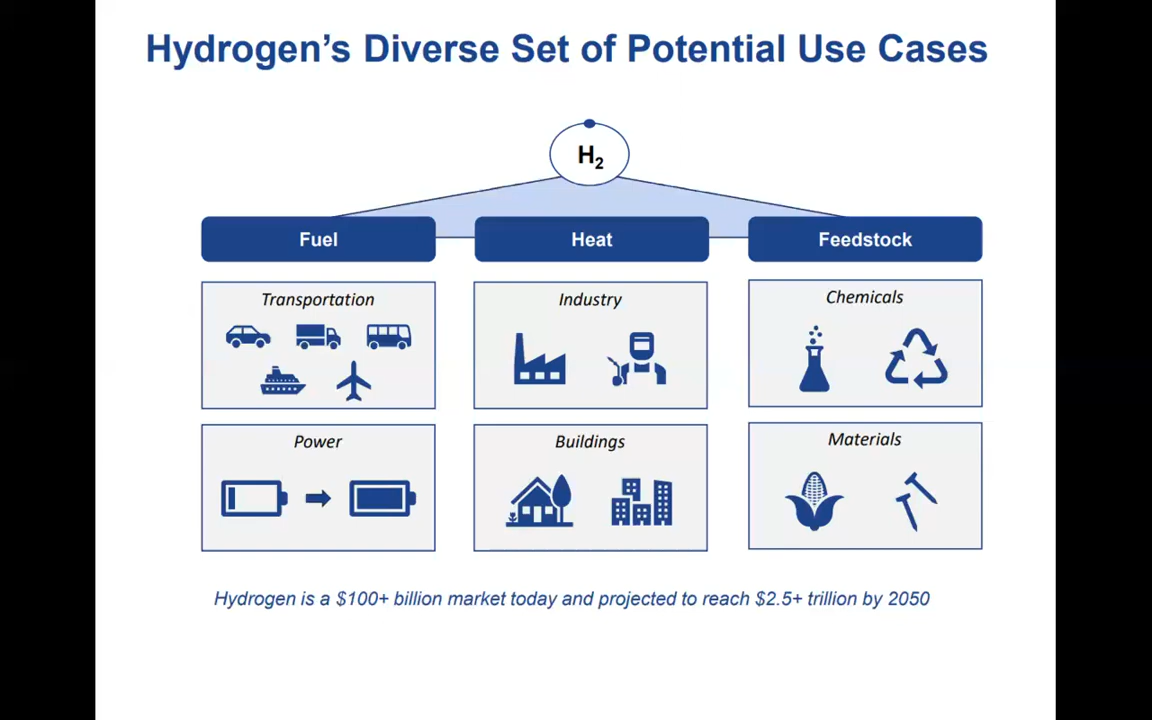 Hydrogen’s Diverse Set of Potential Use Cases
H₂
Fuel
Heat
Feedstock
Transportation
Industry
Chemicals
Power
Buildings
Materials
Hydrogen is a $100+ billion market today and projected to reach $2.5+ trillion by 2050